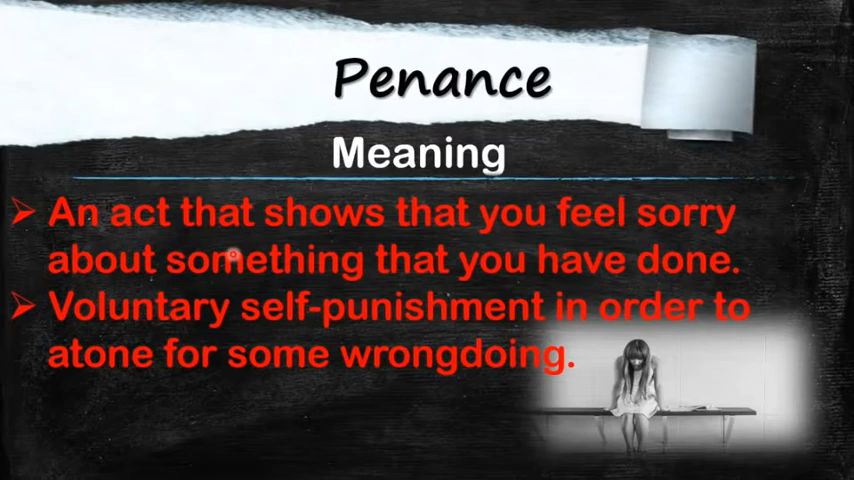 Penance
Meaning
➢ An act that shows that you feel sorry
about something that you have done.
➢ Voluntary self-punishment in order to
atone for some wrongdoing.